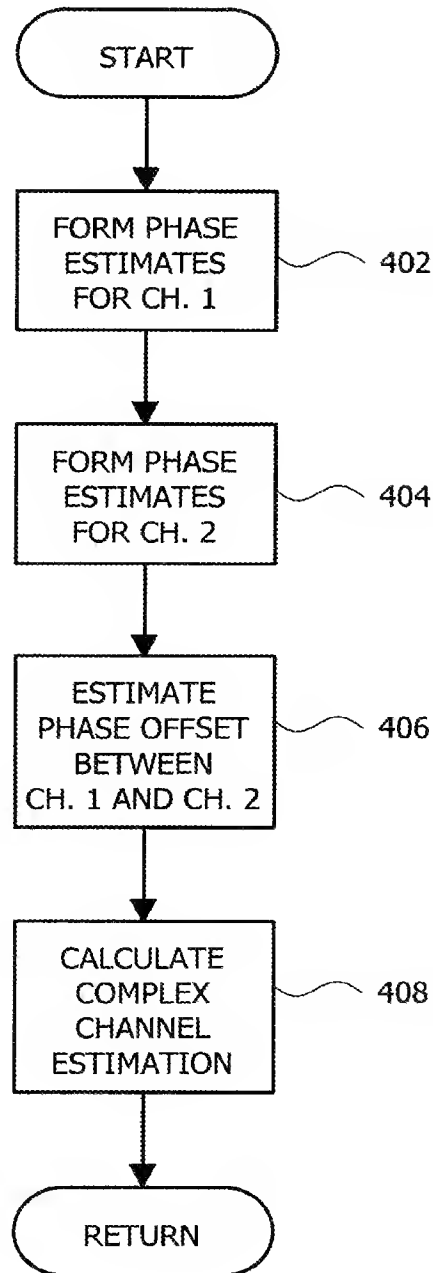 START
FORM PHASE
ESTIMATES
FOR CH. 1
402
FORM PHASE
ESTIMATES
FOR CH. 2
404
ESTIMATE
PHASE OFFSET
BETWEEN
CH. 1 AND CH. 2
406
CALCULATE
COMPLEX
CHANNEL
ESTIMATION
408
RETURN